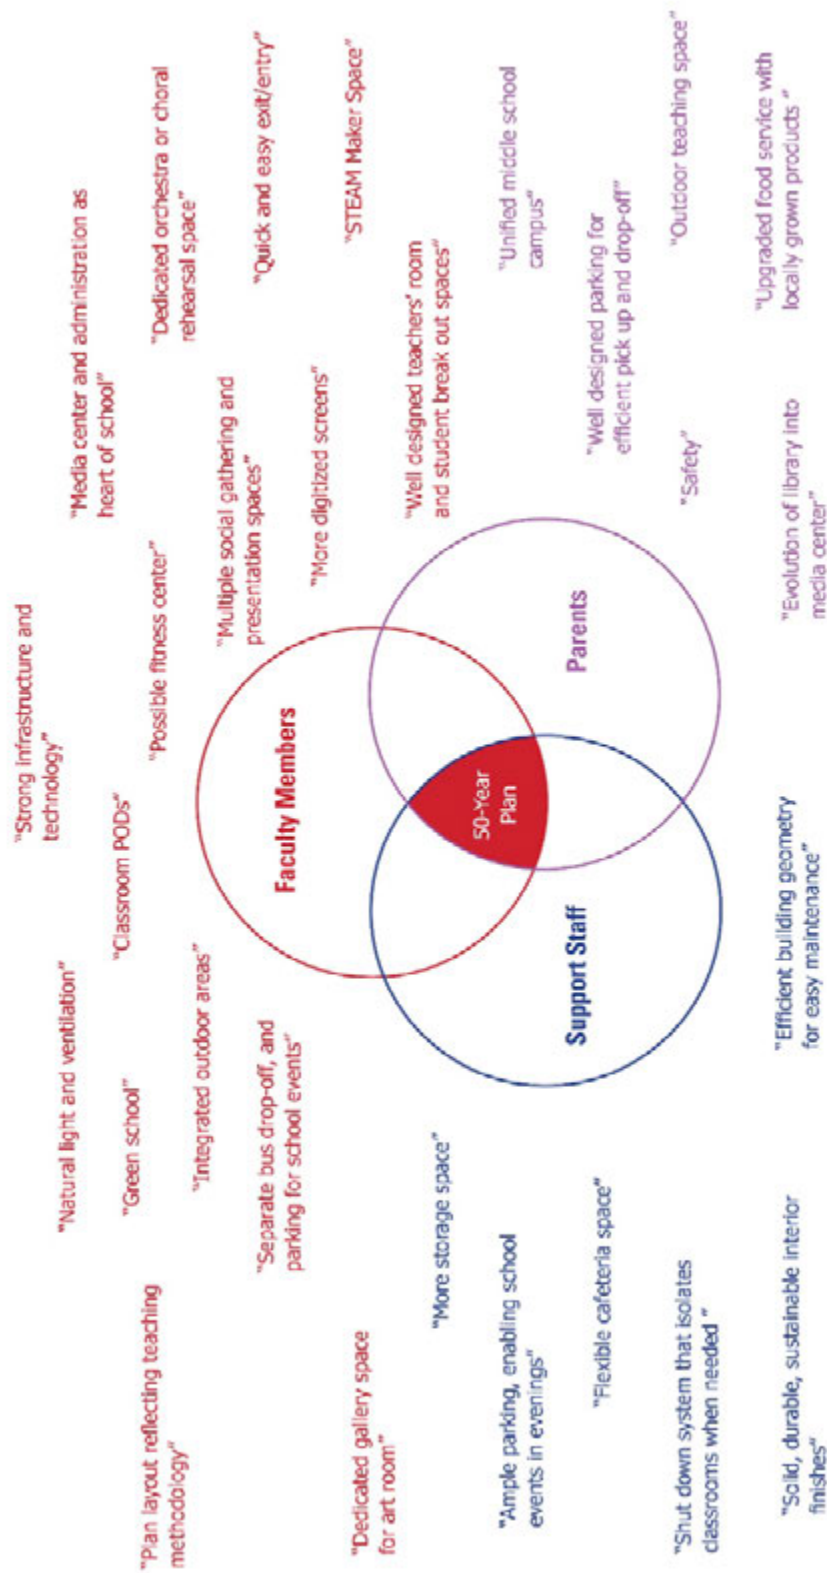 "Strong infrastructure and
technology"
"Natural light and ventilation"
"Media center and administration as
heart of school"
"Classroom PODs"
"Green school"
"Plan layout reflecting teaching
methodology"
"Possible fitness center"
"Dedicated orchestra or choral
rehearsal space"
"Integrated outdoor areas"
"Multiple social gathering and
presentation spaces"
"Quick and easy exit/entry"
"Separate bus drop-off, and
parking for school events"
"More digitized screens"
"STEAM Maker Space"
"Dedicated gallery space
for art room"
"Well designed teachers' room
and student break out spaces"
Faculty Members
50-Year
Plan
Support Staff
Parents
"More storage space"
"Ample parking, enabling school
events in evenings"
"Flexible cafeteria space"
"Shut down system that isolates
classrooms when needed "
"Solid, durable, sustainable interior
finishes"
"Efficient building geometry
for easy maintenance"
"Unified middle school
campus"
"Well designed parking for
efficient pick up and drop-off"
"Outdoor teaching space"
"Safety"
"Upgraded food service with
locally grown products "
"Evolution of library into
media center"